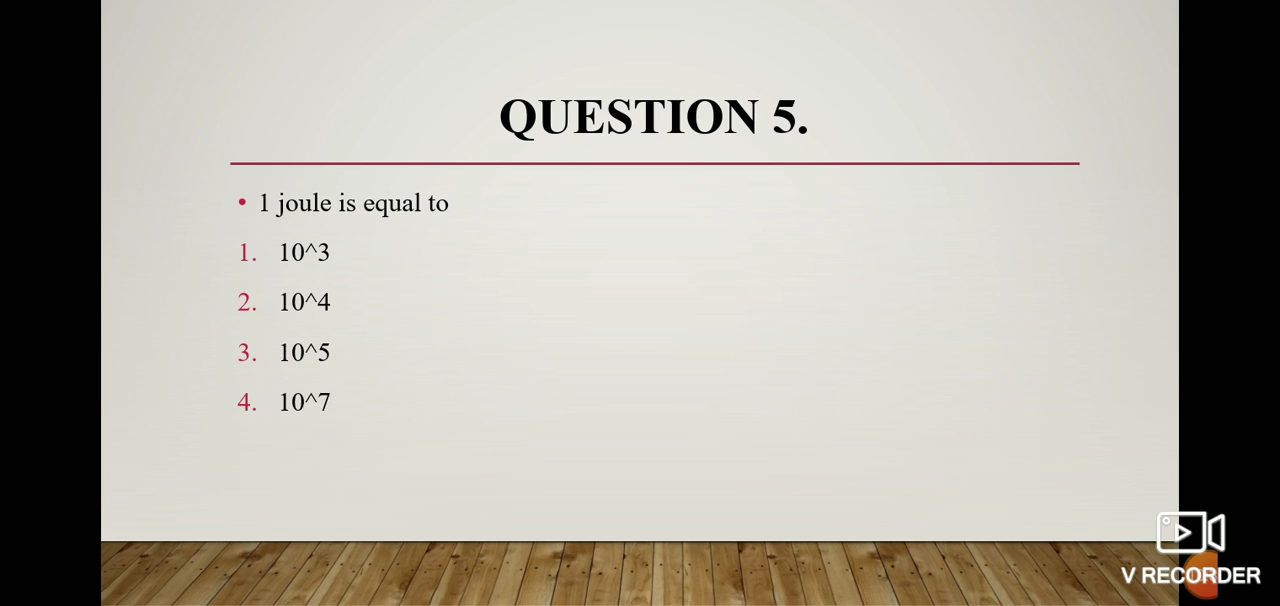 QUESTION 5.
• 1 joule is equal to
1. 10^3
2. 10^4
3. 10^5
4. 10^7
V RECORDER